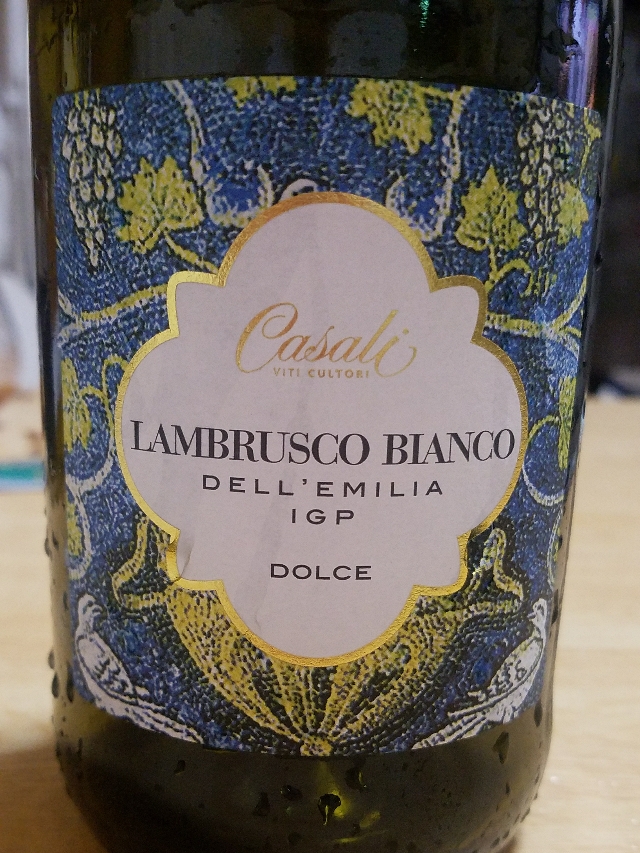 Casali
VITI CULTORI
LAMBRUSCO BIANCO
DELL'EMILIA
IGP
DOLCE